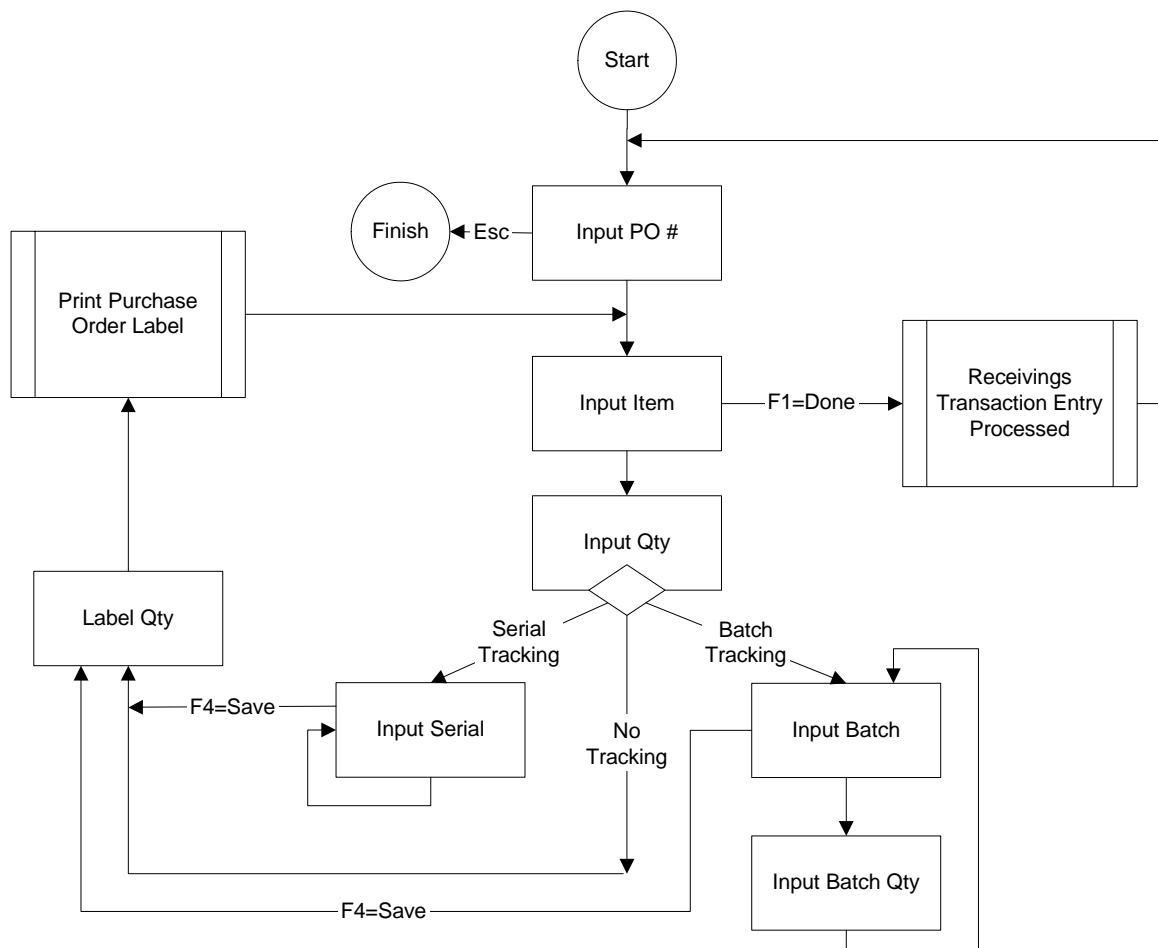 Start
Finish
Esc
Input PO #
Print Purchase
Order Label
Input Item
F1=Done
Receivings
Transaction Entry
Processed
Input Qty
Label Qty
Serial
Tracking
Batch
Tracking
F4=Save
Input Serial
No
Tracking
Input Batch
Input Batch Qty
F4=Save